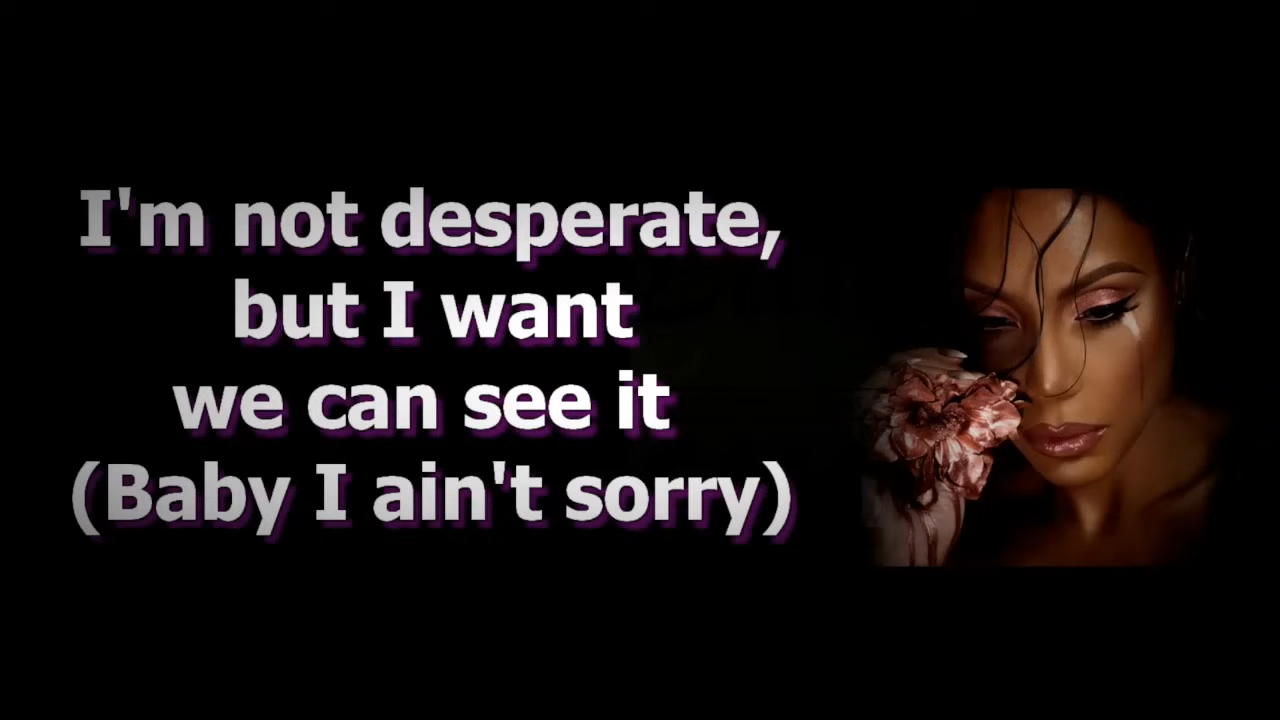 I'm not desperate,
but I want
we can see it
(Baby I ain't sorry)